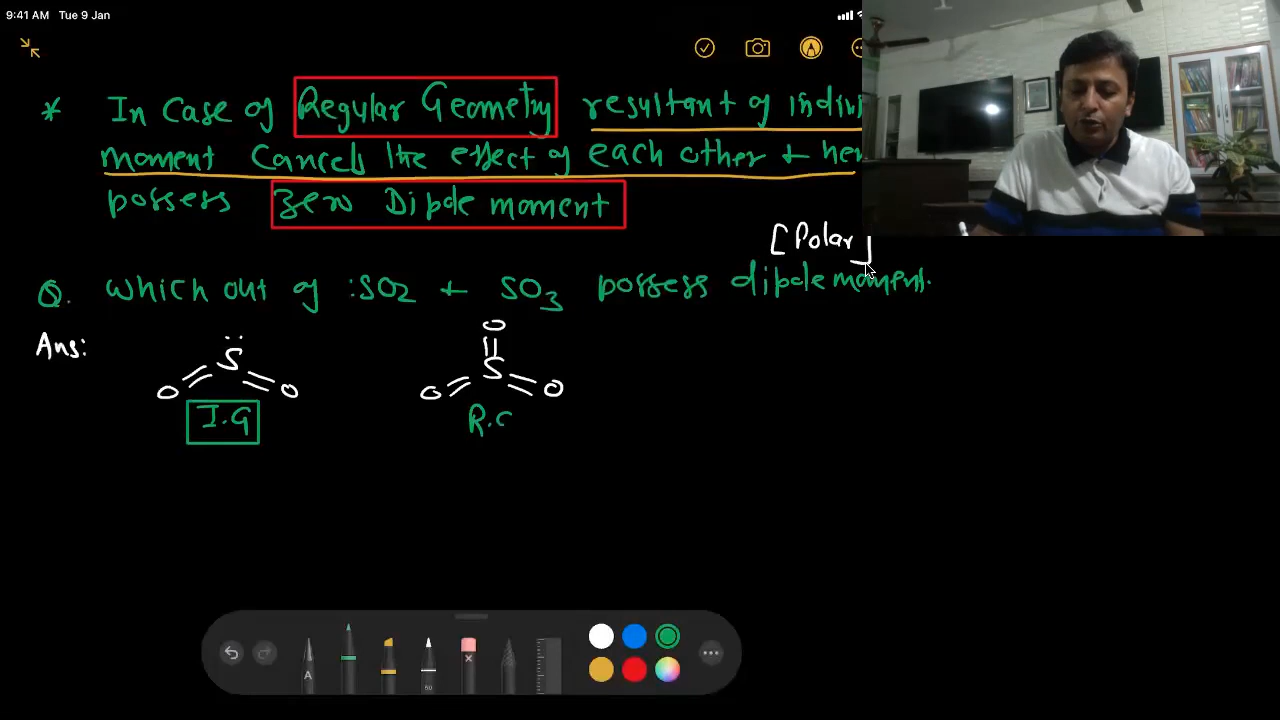 9:41 AM Tue 9 Jan
* In Case of Regular Geometry resultant of indivi
moment Cancels the effect of each other + hen
possess Zero Dipole moment
[Polar]
Q. which out of :SO2 + SO3 possess dipole moment.
Ans:
S O O
O S O O
I.G
R.C
A
50